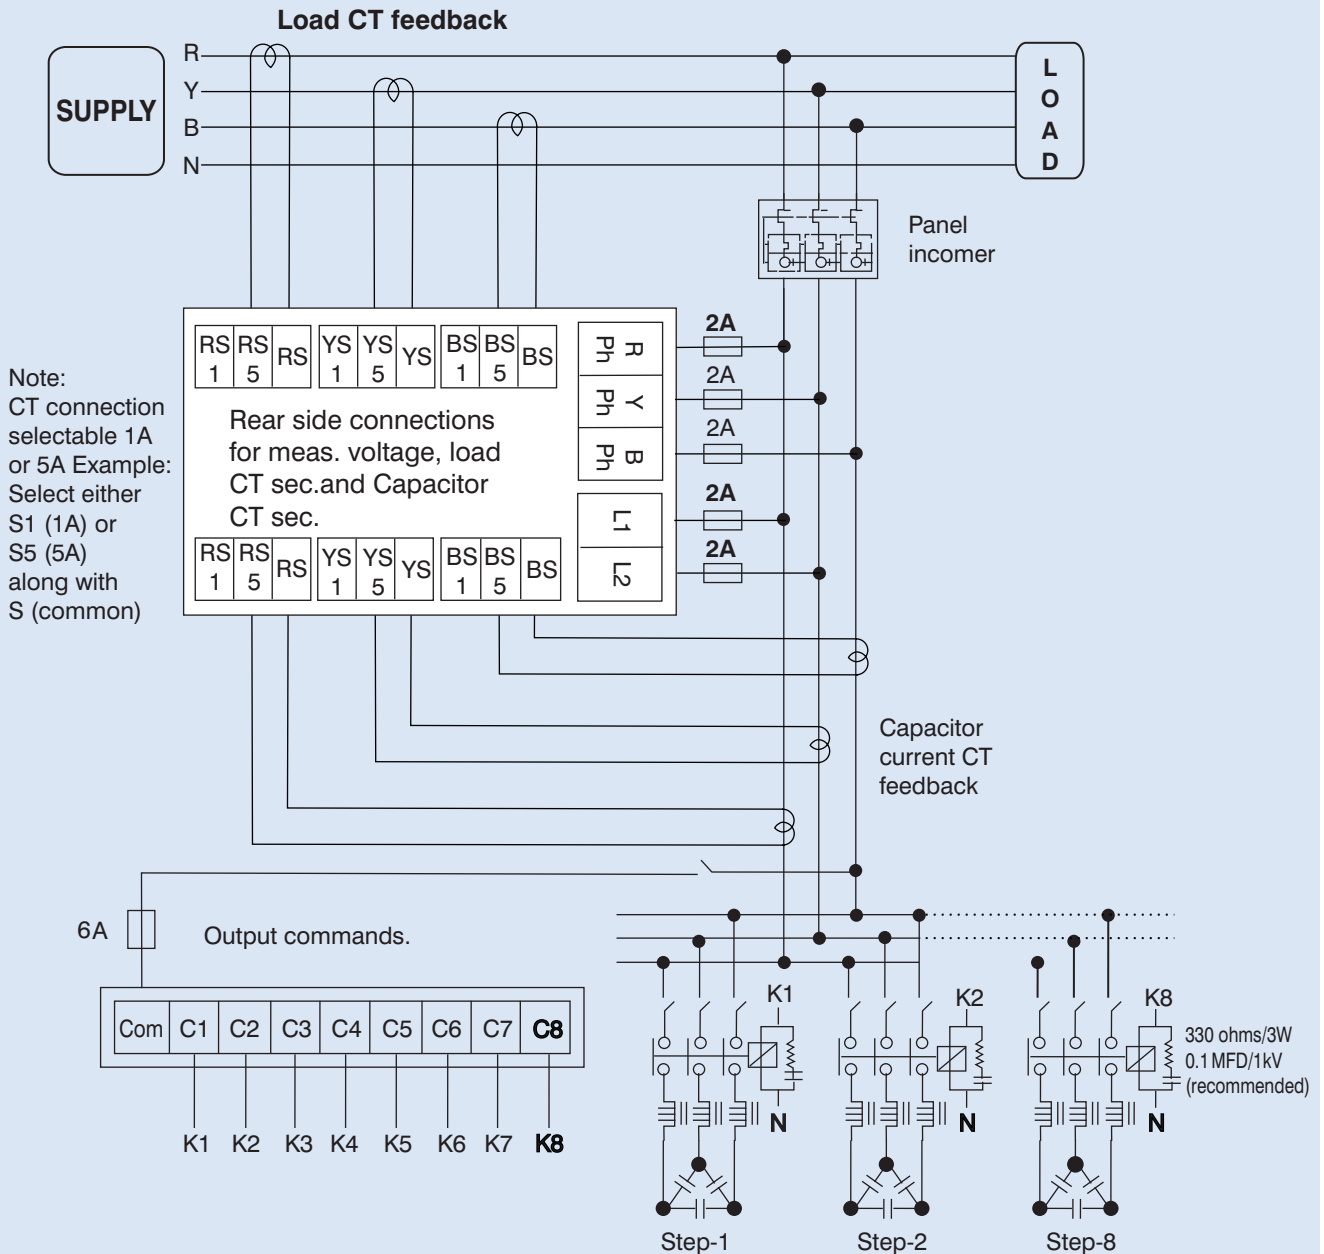 Load CT feedback
SUPPLY
R
Y
B
N
L
O
A
D
Panel
incomer
RS
1
RS
5
RS
YS
1
YS
5
YS
BS
1
BS
5
BS
R
Ph
Y
Ph
B
Ph
L1
L2
2A
2A
2A
2A
2A
Rear side connections
for meas. voltage, load
CT sec.and Capacitor
CT sec.
RS
1
RS
5
RS
YS
1
YS
5
YS
BS
1
BS
5
BS
Note:
CT connection
selectable 1A
or 5A Example:
Select either
S1 (1A) or
S5 (5A)
along with
S (common)
Capacitor
current CT
feedback
6A
Output commands.
Com C1 C2 C3 C4 C5 C6 C7 C8
K1 K2 K3 K4 K5 K6 K7 K8
K1
K2
K8
330 ohms/3W
0.1 MFD/1kV
(recommended)
N
N
N
Step-1
Step-2
Step-8